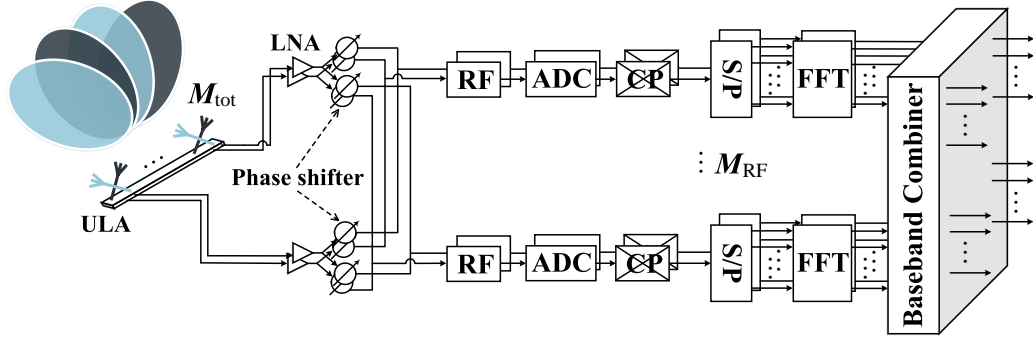 LNA
M_tot
RF
ADC
CP
S/P
FFT
Phase shifter
⋮ M_RF
ULA
RF
ADC
CP
S/P
FFT
Baseband Combiner